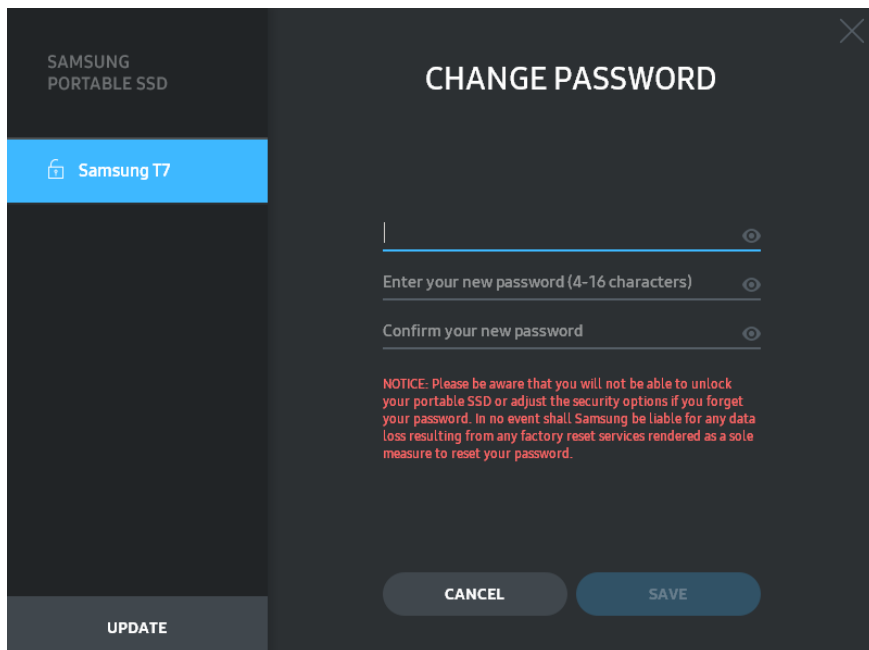 SAMSUNG
PORTABLE SSD
Samsung T7
UPDATE
CHANGE PASSWORD
Enter your new password (4-16 characters)
Confirm your new password
NOTICE: Please be aware that you will not be able to unlock
your portable SSD or adjust the security options if you forget
your password. In no event shall Samsung be liable for any data
loss resulting from any factory reset services rendered as a sole
measure to reset your password.
CANCEL
SAVE